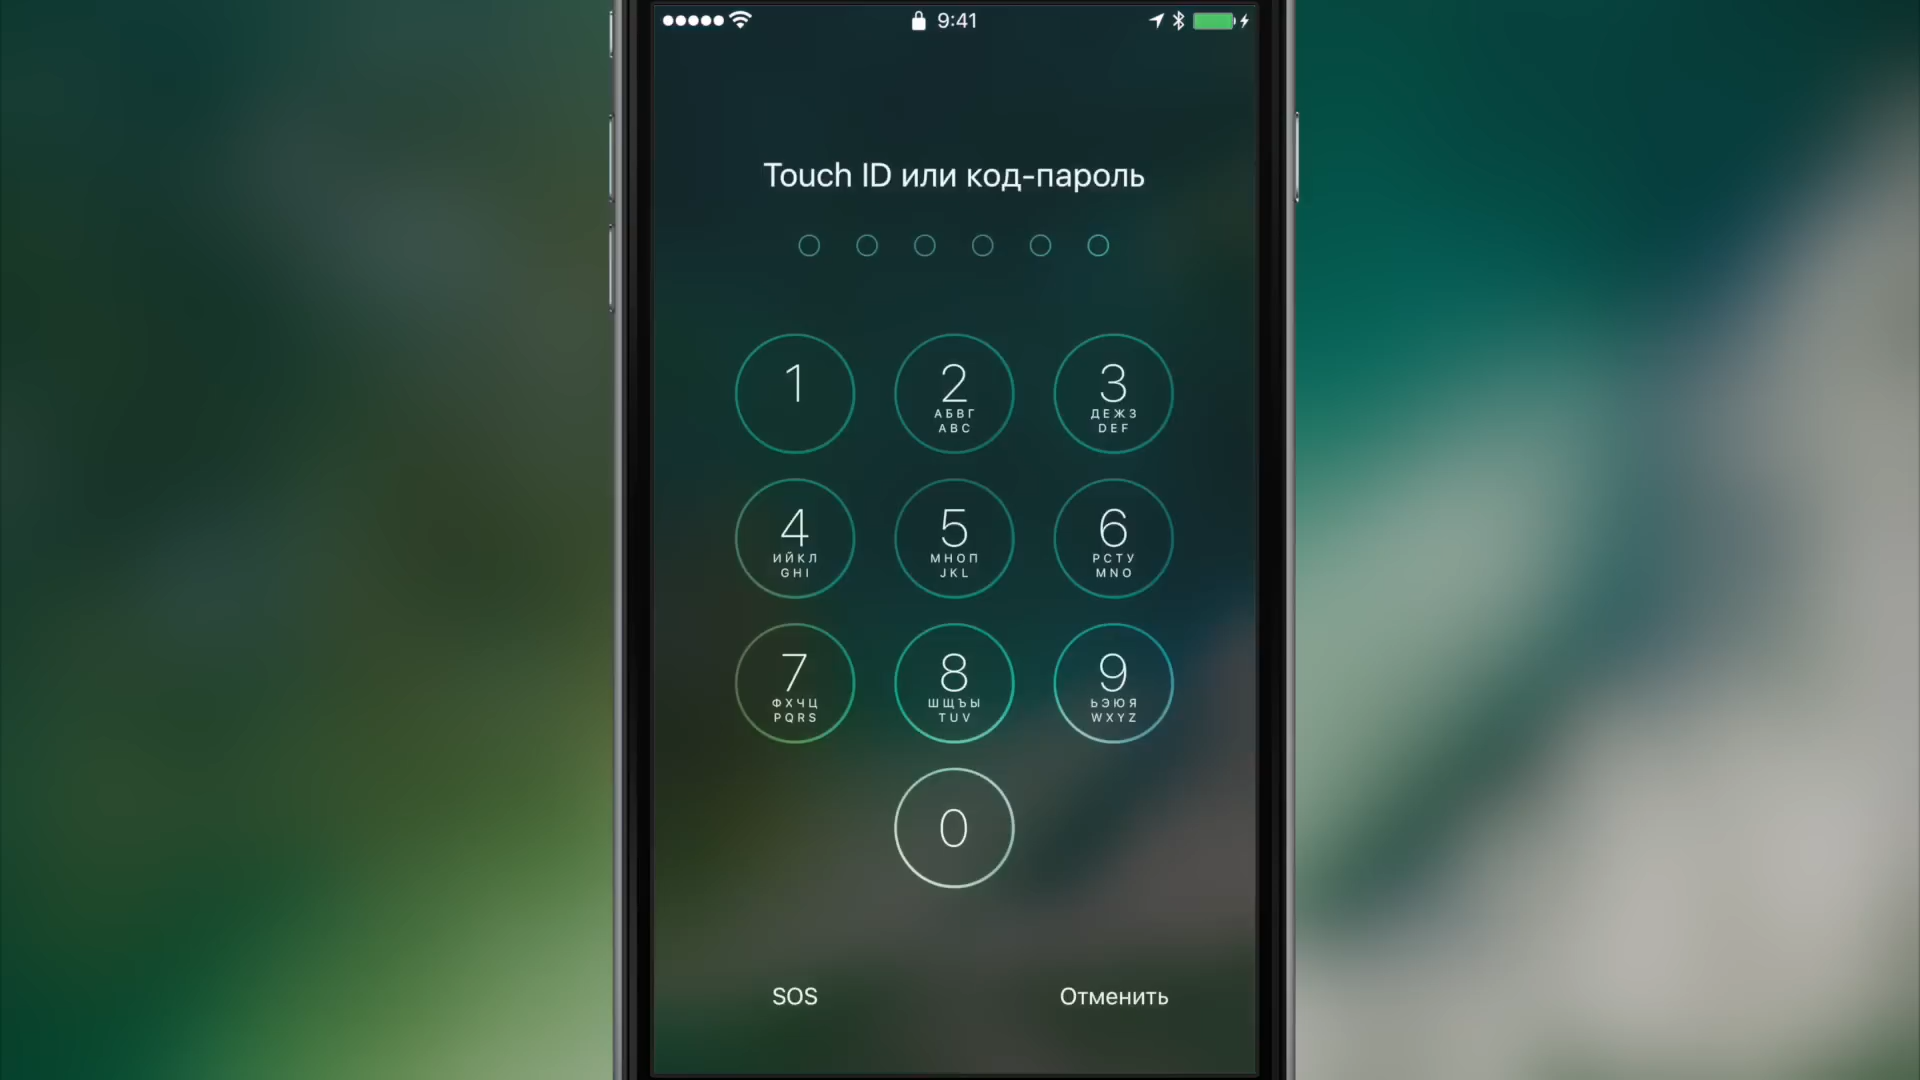 9:41
Touch ID или код-пароль
1
2
АБВГ
ABC
3
ДЕЖЗ
DEF
4
ИЙКЛ
GHI
5
МНОП
JKL
6
РСТУ
MNO
7
ФХЧЦ
PQRS
8
ШЩЪЫ
TUV
9
ЬЭЮЯ
WXYZ
0
SOS
Отменить